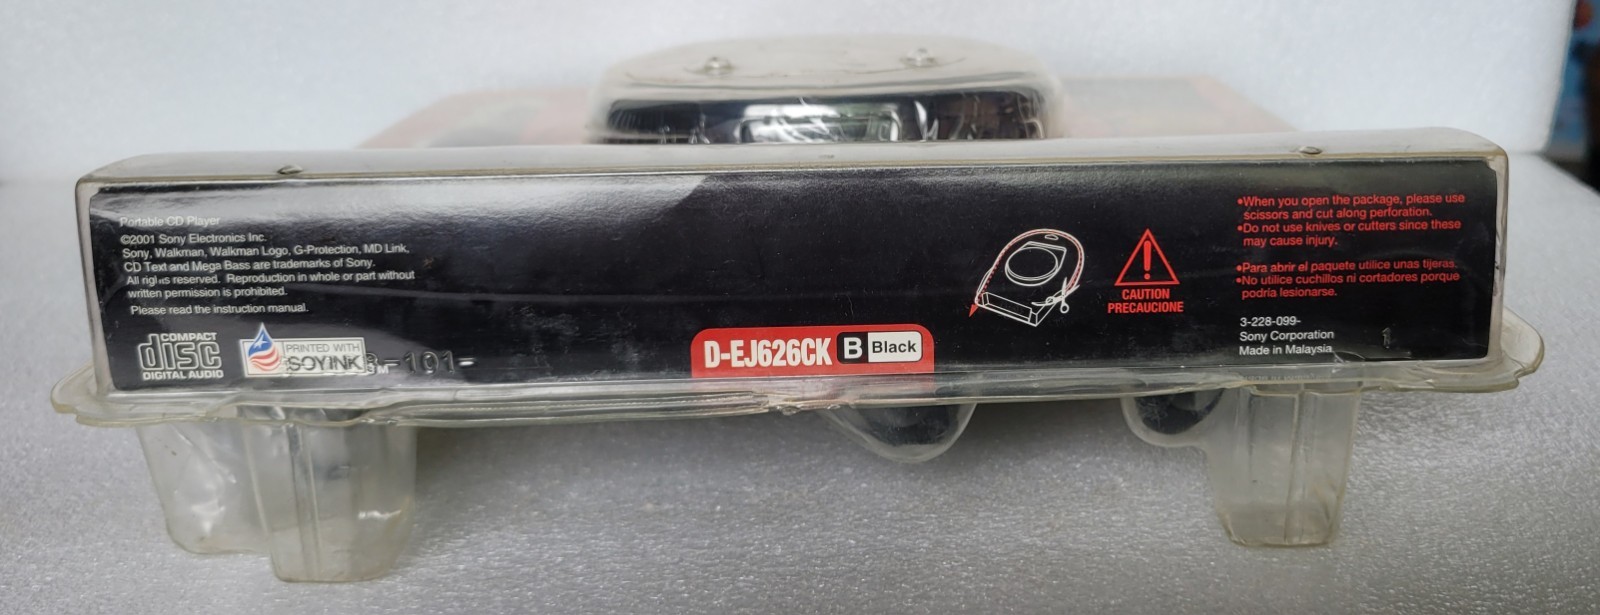 Portable CD Player
©2001 Sony Electronics Inc.
Sony, Walkman, Walkman Logo, G-Protection, MD Link,
CD Text and Mega Bass are trademarks of Sony.
All rights reserved. Reproduction in whole or part without
written permission is prohibited.
Please read the instruction manual.
COMPACT
disc
DIGITAL AUDIO
PRINTED WITH
SOYINK
-101-
D-EJ626CK B Black
CAUTION
PRECAUCIONE
•When you open the package, please use
scissors and cut along perforation.
•Do not use knives or cutters since these
may cause injury.
•Para abrir el paquete utilice unas tijeras.
•No utilice cuchillos ni cortadores porque
podría lesionarse.
3-228-099-
Sony Corporation
Made in Malaysia
1